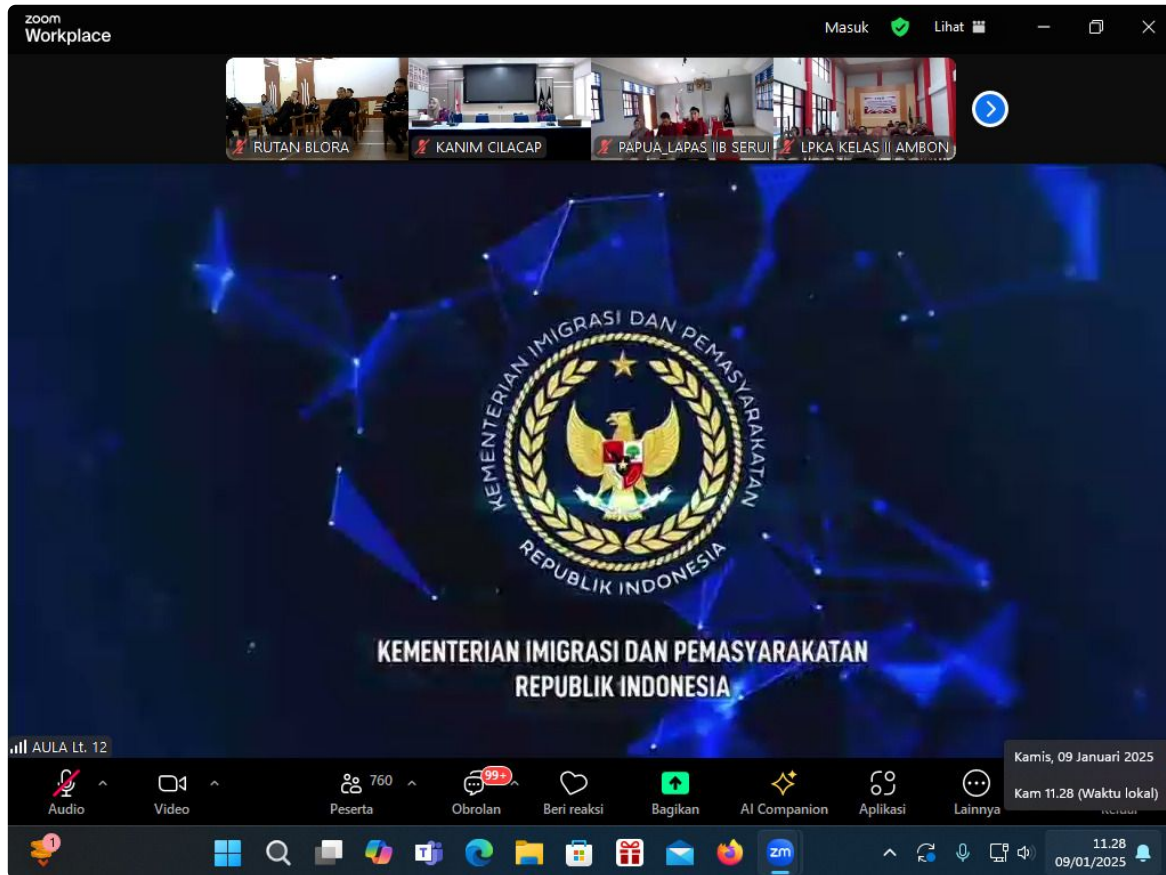 zoom
Workplace
Masuk
Lihat
RUTAN BLORA
KANIM CILACAP
PAPUA_LAPAS IIB SERUI
LPKA KELAS II AMBON
KEMENTERIAN IMIGRASI DAN PEMASYARAKATAN
REPUBLIK INDONESIA
KEMENTERIAN IMIGRASI DAN PEMASYARAKATAN
REPUBLIK INDONESIA
AULA Lt. 12
Kamis, 09 Januari 2025
Kam 11.28 (Waktu lokal)
760
99+
Audio
Video
Peserta
Obrolan
Beri reaksi
Bagikan
AI Companion
Aplikasi
Lainnya
1
zm
11.28
09/01/2025